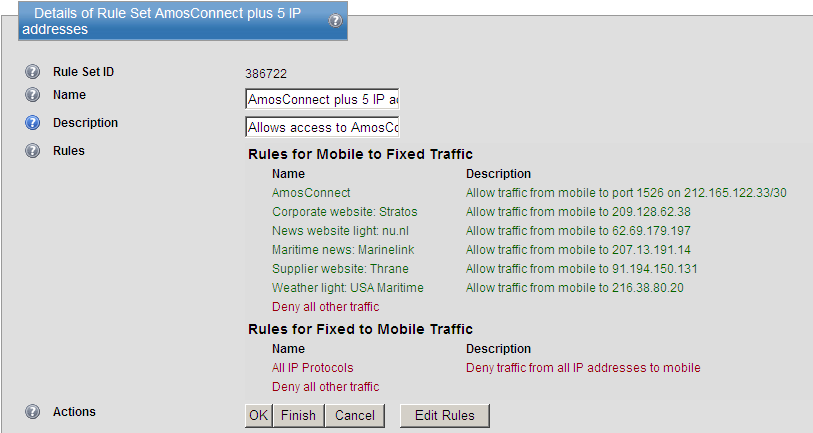 Details of Rule Set AmosConnect plus 5 IP
addresses
Rule Set ID 386722
Name AmosConnect plus 5 IP a
Description Allows access to AmosCo
Rules
Rules for Mobile to Fixed Traffic
Name Description
AmosConnect Allow traffic from mobile to port 1526 on 212.165.122.33/30
Corporate website: Stratos Allow traffic from mobile to 209.128.62.38
News website light: nu.nl Allow traffic from mobile to 62.69.179.197
Maritime news: Marinelink Allow traffic from mobile to 207.13.191.14
Supplier website: Thrane Allow traffic from mobile to 91.194.150.131
Weather light: USA Maritime Allow traffic from mobile to 216.38.80.20
Deny all other traffic
Rules for Fixed to Mobile Traffic
Name Description
All IP Protocols Deny traffic from all IP addresses to mobile
Deny all other traffic
Actions OK Finish Cancel Edit Rules